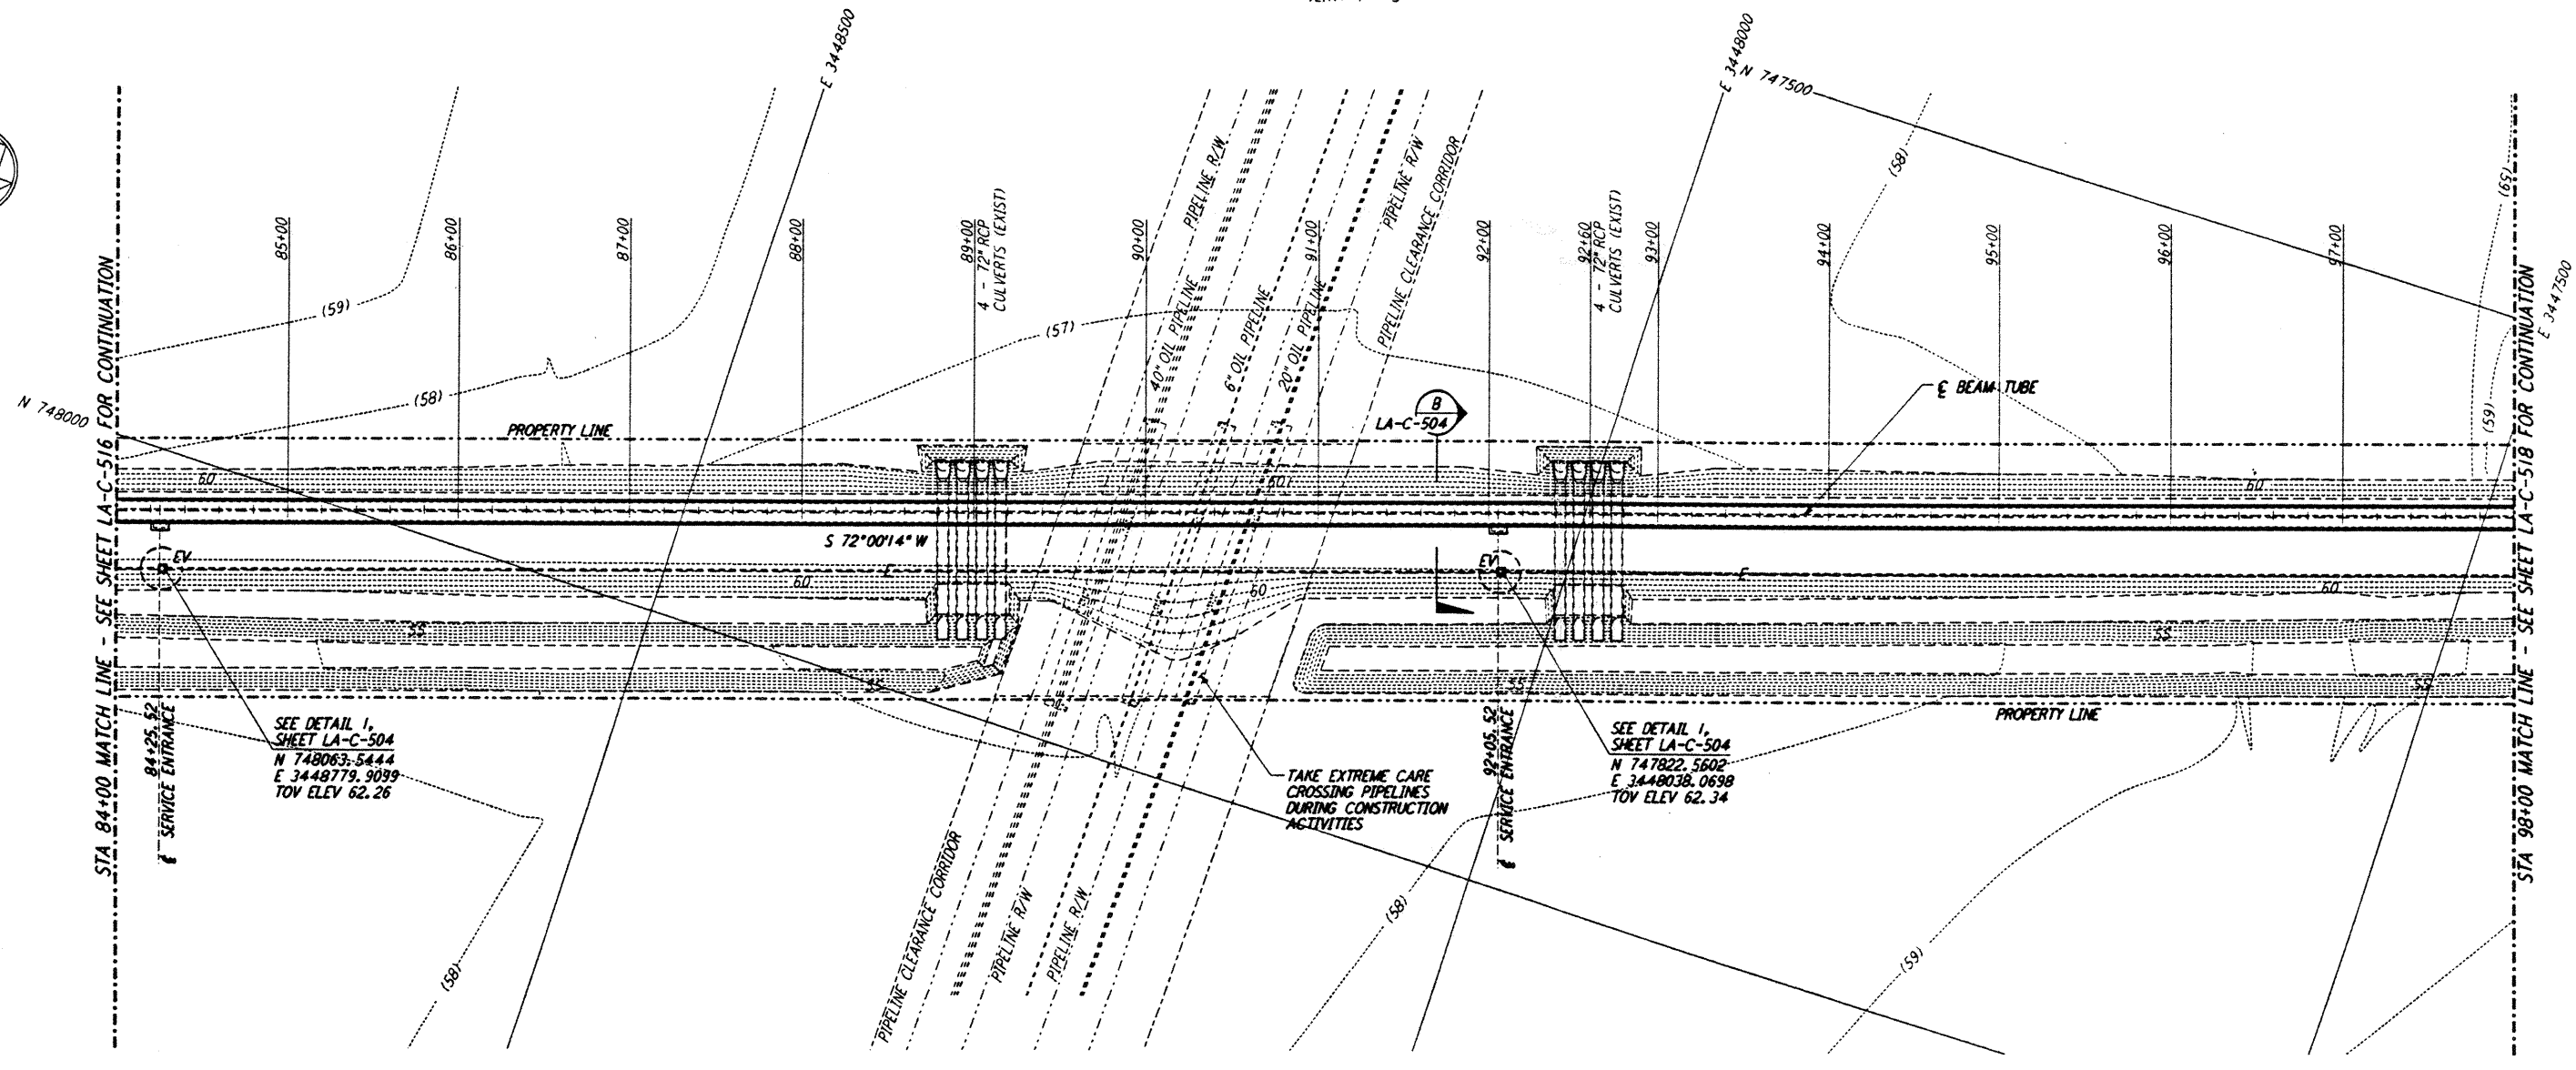 E 3448500
E 3448000
N 747500
E 3447500
N 748000
STA 84+00 MATCH LINE - SEE SHEET LA-C-516 FOR CONTINUATION
STA 98+00 MATCH LINE - SEE SHEET LA-C-518 FOR CONTINUATION
85+00
86+00
87+00
88+00
89+00
4 - 72" RCP
CULVERTS (EXIST)
90+00
91+00
92+00
92+60
4 - 72" RCP
CULVERTS (EXIST)
93+00
94+00
95+00
96+00
97+00
PIPELINE R/W
PIPELINE R/W
PIPELINE CLEARANCE CORRIDOR
40" OIL PIPELINE
6" OIL PIPELINE
20" OIL PIPELINE
(59)
(58)
(57)
(58)
(59)
(59)
PROPERTY LINE
B
LA-C-504
℄ BEAM TUBE
60
60
60
S 72°00'14" W
EV
E
60
60
EV
E
60
55
55
55
55
55
PROPERTY LINE
84+25.52
℄ SERVICE ENTRANCE
SEE DETAIL 1,
SHEET LA-C-504
N 748063.5444
E 3448779.9099
TOV ELEV 62.26
92+05.52
℄ SERVICE ENTRANCE
SEE DETAIL 1,
SHEET LA-C-504
N 747822.5602
E 3448038.0698
TOV ELEV 62.34
TAKE EXTREME CARE
CROSSING PIPELINES
DURING CONSTRUCTION
ACTIVITIES
PIPELINE CLEARANCE CORRIDOR
PIPELINE R/W
PIPELINE R/W
(58)
(58)
(59)